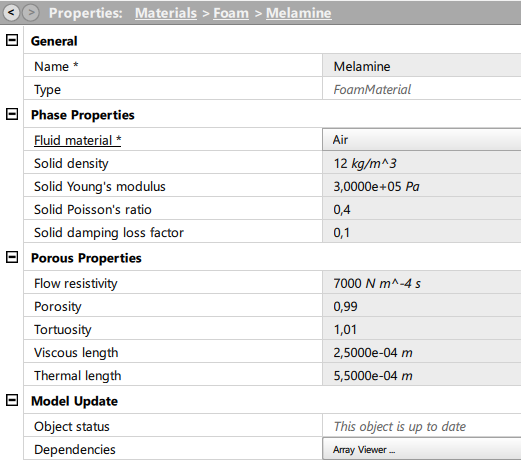 Properties: Materials > Foam > Melamine
General
Name * Melamine
Type FoamMaterial
Phase Properties
Fluid material * Air
Solid density 12 kg/m^3
Solid Young's modulus 3,0000e+05 Pa
Solid Poisson's ratio 0,4
Solid damping loss factor 0,1
Porous Properties
Flow resistivity 7000 N m^-4 s
Porosity 0,99
Tortuosity 1,01
Viscous length 2,5000e-04 m
Thermal length 5,5000e-04 m
Model Update
Object status This object is up to date
Dependencies Array Viewer ...